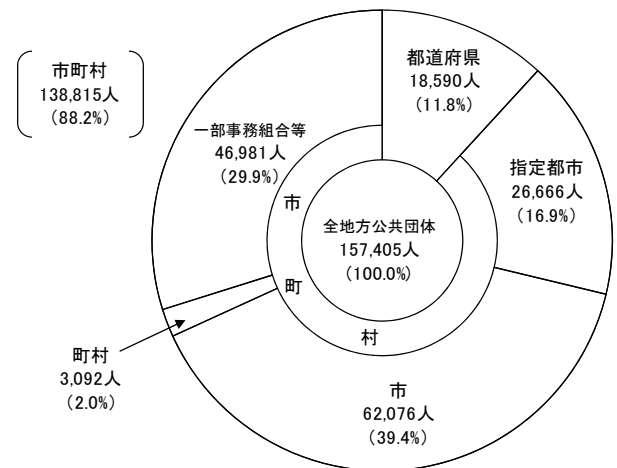 市町村
138,815人
(88.2%)
都道府県
18,590人
(11.8%)
一部事務組合等
46,981人
(29.9%)
指定都市
26,666人
(16.9%)
市
町
村
全地方公共団体
157,405人
(100.0%)
町村
3,092人
(2.0%)
市
62,076人
(39.4%)